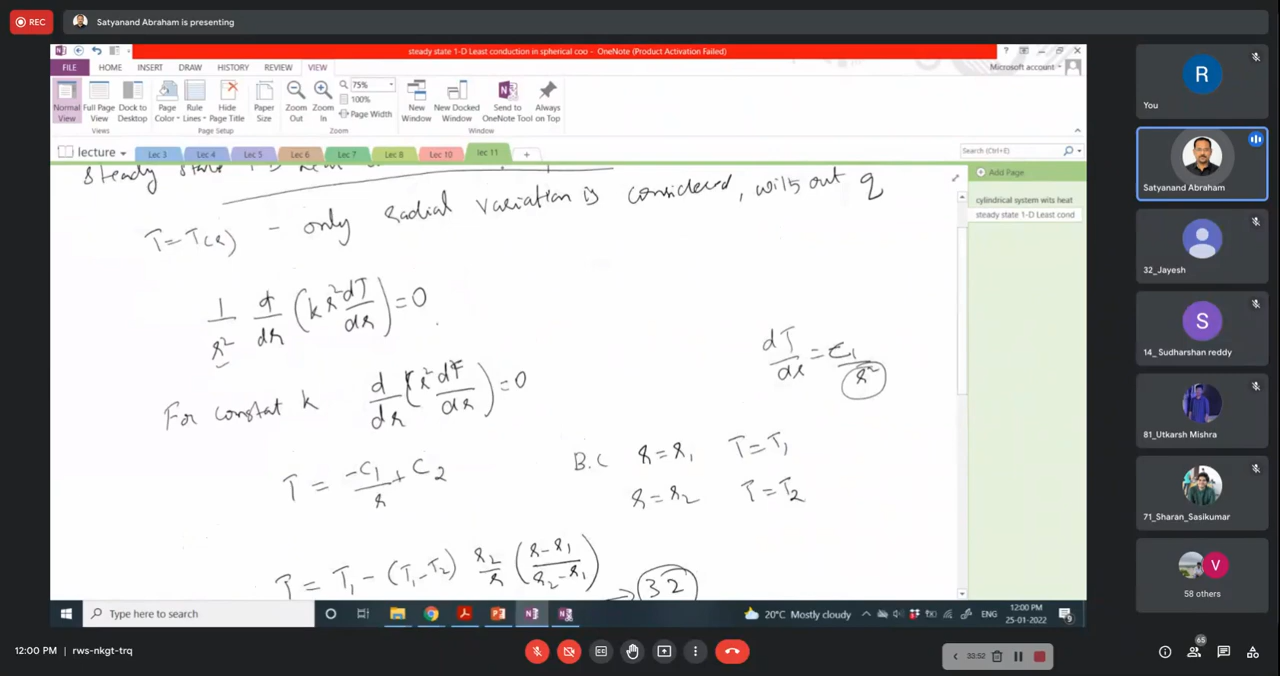 REC
Satyanand Abraham is presenting
steady state 1-D Least conduction in spherical coo - OneNote (Product Activation Failed)
FILE HOME INSERT DRAW HISTORY REVIEW VIEW
Microsoft account
Normal View
Full Page View
Dock to Desktop
Page Color
Rule Lines
Hide Page Title
Paper Size
Zoom Out
Zoom In
75%
100%
Page Width
New Window
New Docked Window
Send to OneNote Tool
Always on Top
Views
Page Setup
Zoom
Window
lecture
Lec 3 Lec 4 Lec 5 Lec 6 Lec 7 Lec 8 Lec 10 lec 11 +
Search (Ctrl+E)
Add Page
cylindrical system wits heat
steady state 1-D Least cond
Steady state
T=T(r) - only radial variation is considered, without q
1/r² d/dr (k r² dT/dr) = 0
dT/dr = C₁/r²
For constat k d/dr (r² dT/dr) = 0
T = -C₁/r + C₂
B.C r = r₁ T = T₁
r = r₂ T = T₂
T = T₁ - (T₁-T₂) r₂/r ((r-r₁)/(r₂-r₁)) → 32
Type here to search
20°C Mostly cloudy
ENG
12:00 PM
25-01-2022
9
R
You
Satyanand Abraham
32_Jayesh
S
14_ Sudharshan reddy
81_Utkarsh Mishra
71_Sharan_Sasikumar
V
58 others
12:00 PM | rws-nkgt-trq
33:52
65